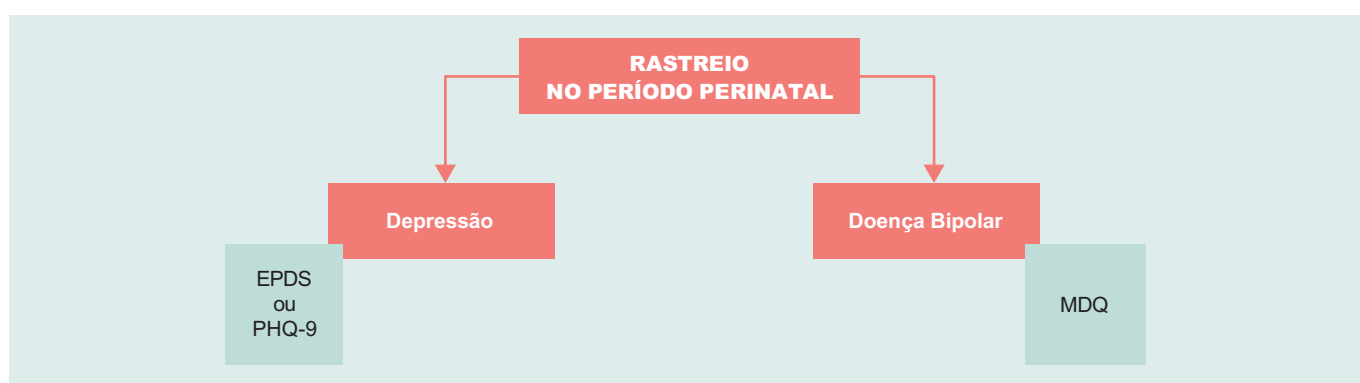 RASTREIO
NO PERÍODO PERINATAL
Depressão
Doença Bipolar
EPDS
ou
PHQ-9
MDQ